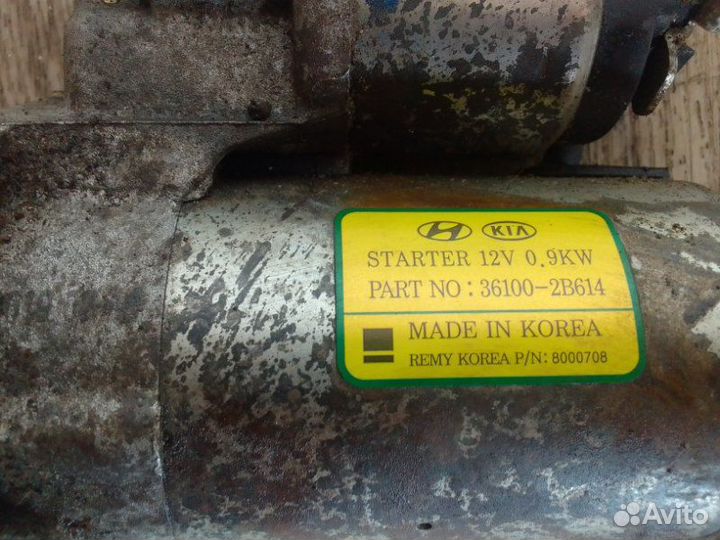 KIA
STARTER 12V 0.9KW
PART NO : 36100-2B614
MADE IN KOREA
REMY KOREA P/N: 8000708
Avito